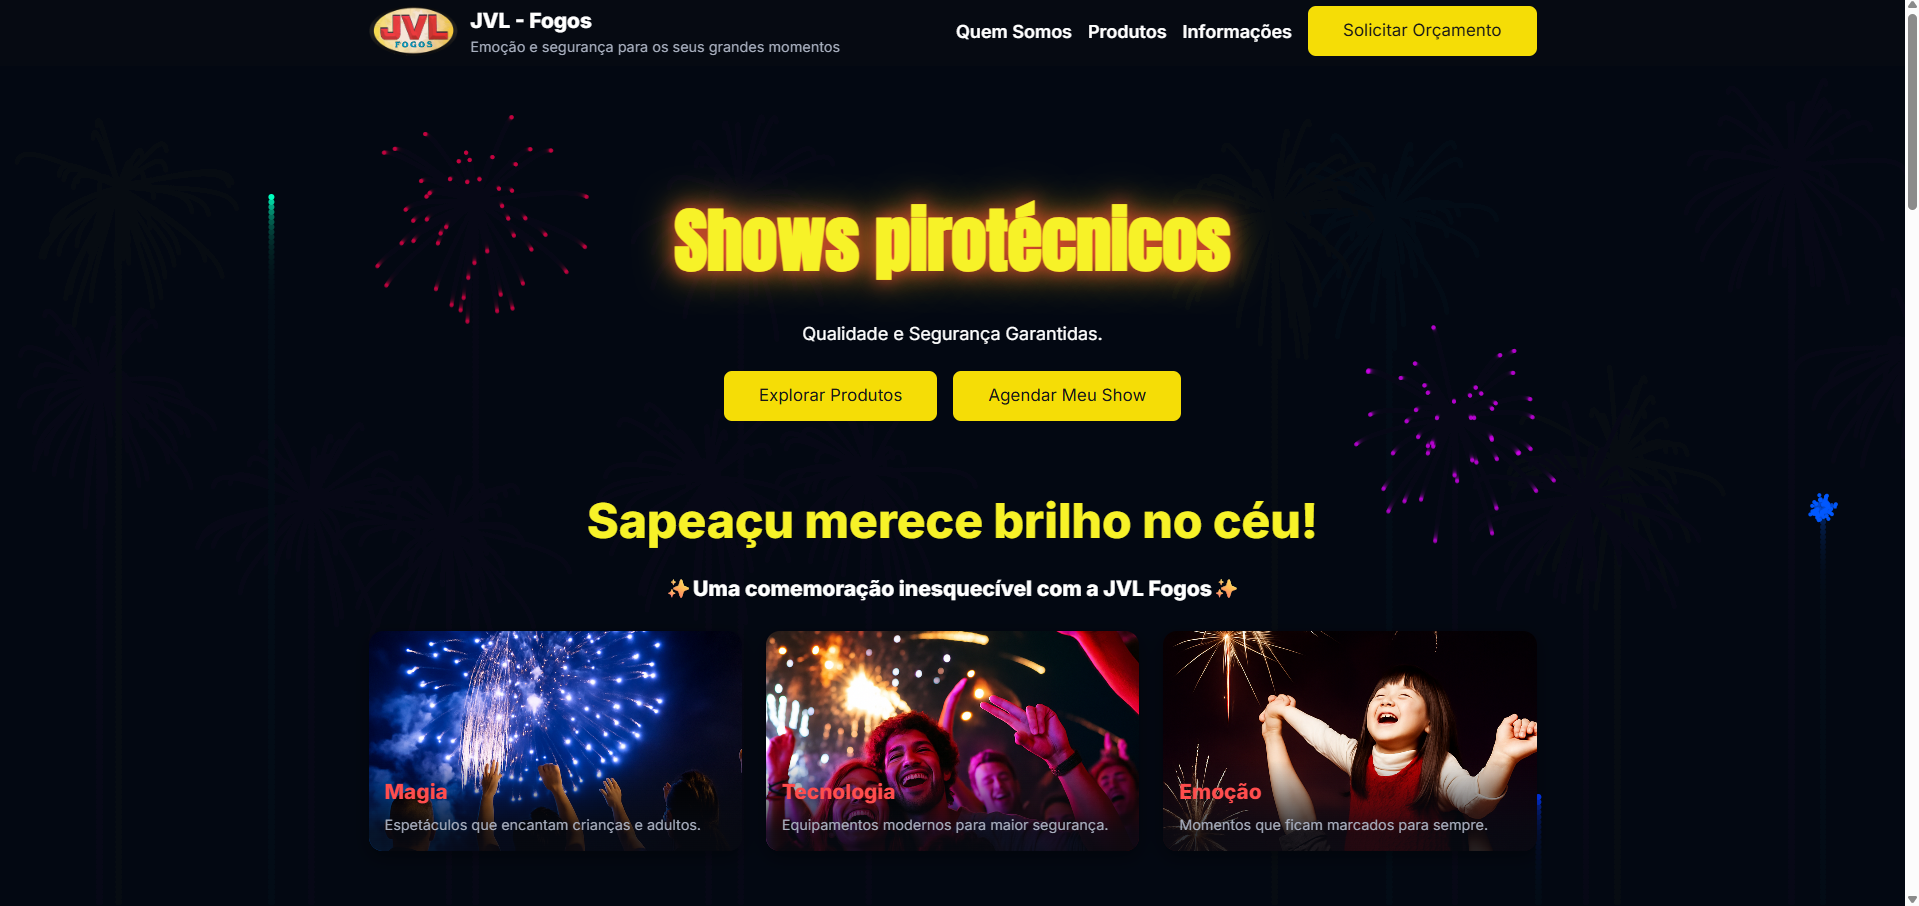 JVL
FOGOS
JVL - Fogos
Emoção e segurança para os seus grandes momentos
Quem Somos
Produtos
Informações
Solicitar Orçamento
Shows pirotécnicos
Qualidade e Segurança Garantidas.
Explorar Produtos
Agendar Meu Show
Sapeaçu merece brilho no céu!
✨Uma comemoração inesquecível com a JVL Fogos✨
Magia
Espetáculos que encantam crianças e adultos.
Tecnologia
Equipamentos modernos para maior segurança.
Emoção
Momentos que ficam marcados para sempre.